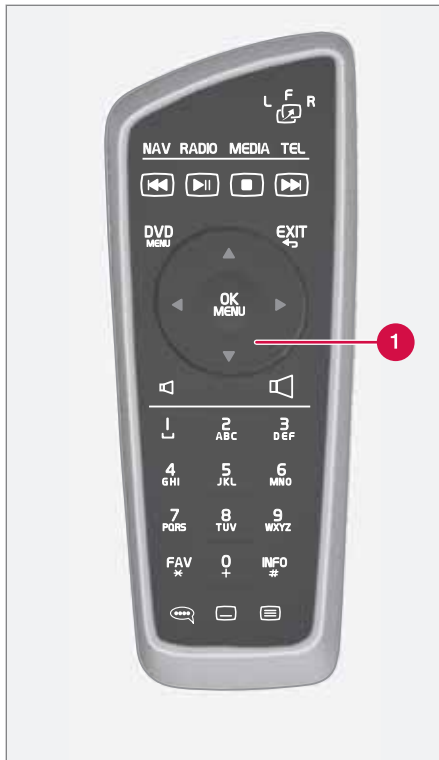 L F R
NAV RADIO MEDIA TEL
DVD EXIT
MENU
OK
MENU
1
1 2 3
ABC DEF
4 5 6
GHI JKL MNO
7 8 9
PQRS TUV WXYZ
FAV 0 INFO
* + #